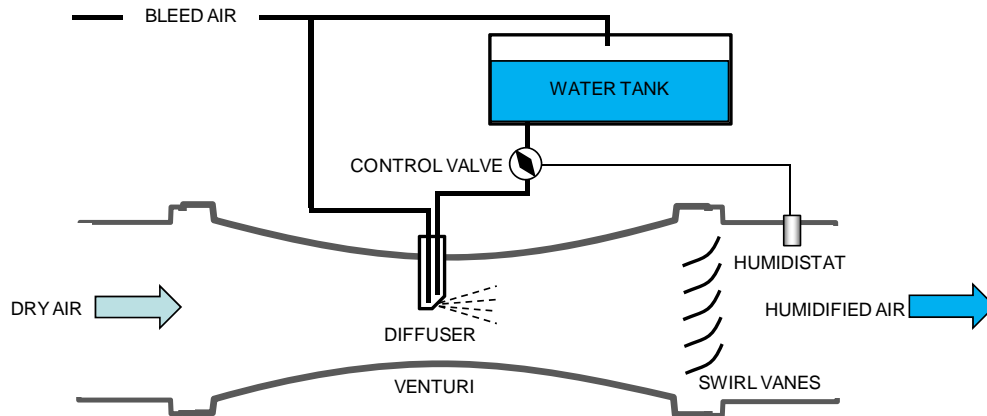 BLEED AIR
WATER TANK
CONTROL VALVE
HUMIDISTAT
DRY AIR
HUMIDIFIED AIR
DIFFUSER
VENTURI
SWIRL VANES